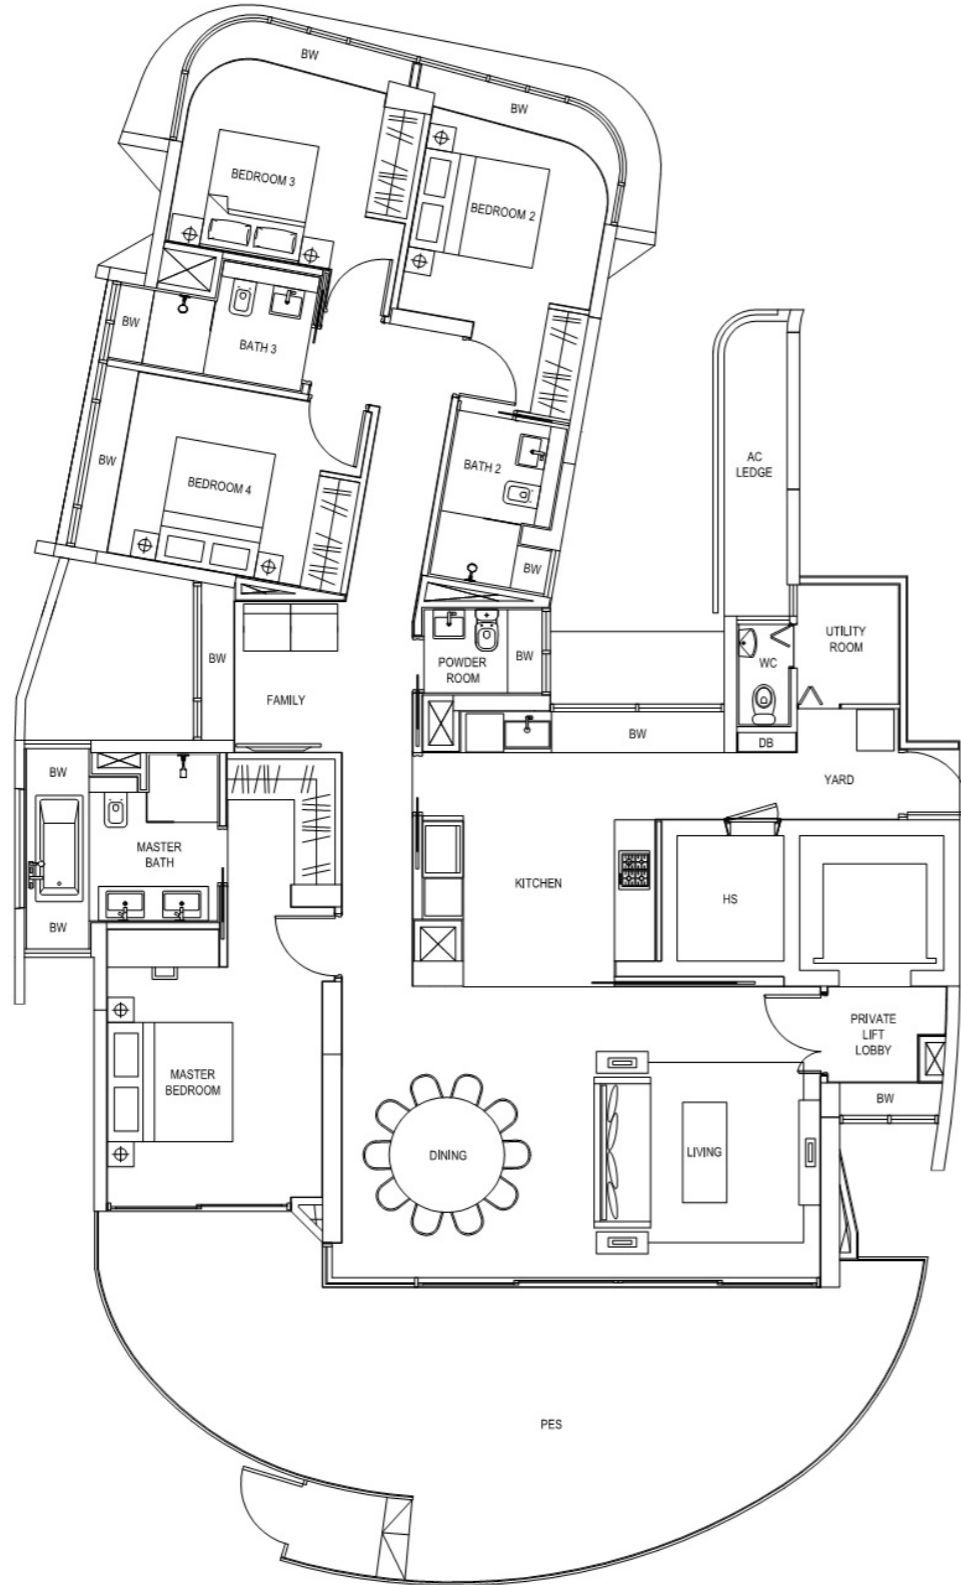 BW
BW
BEDROOM 3
BEDROOM 2
BW
BATH 3
BW
BEDROOM 4
BATH 2
BW
AC
LEDGE
UTILITY
ROOM
WC
POWDER
ROOM
BW
BW
FAMILY
BW
DB
YARD
BW
MASTER
BATH
BW
KITCHEN
HS
PRIVATE
LIFT
LOBBY
BW
MASTER
BEDROOM
DINING
LIVING
PES